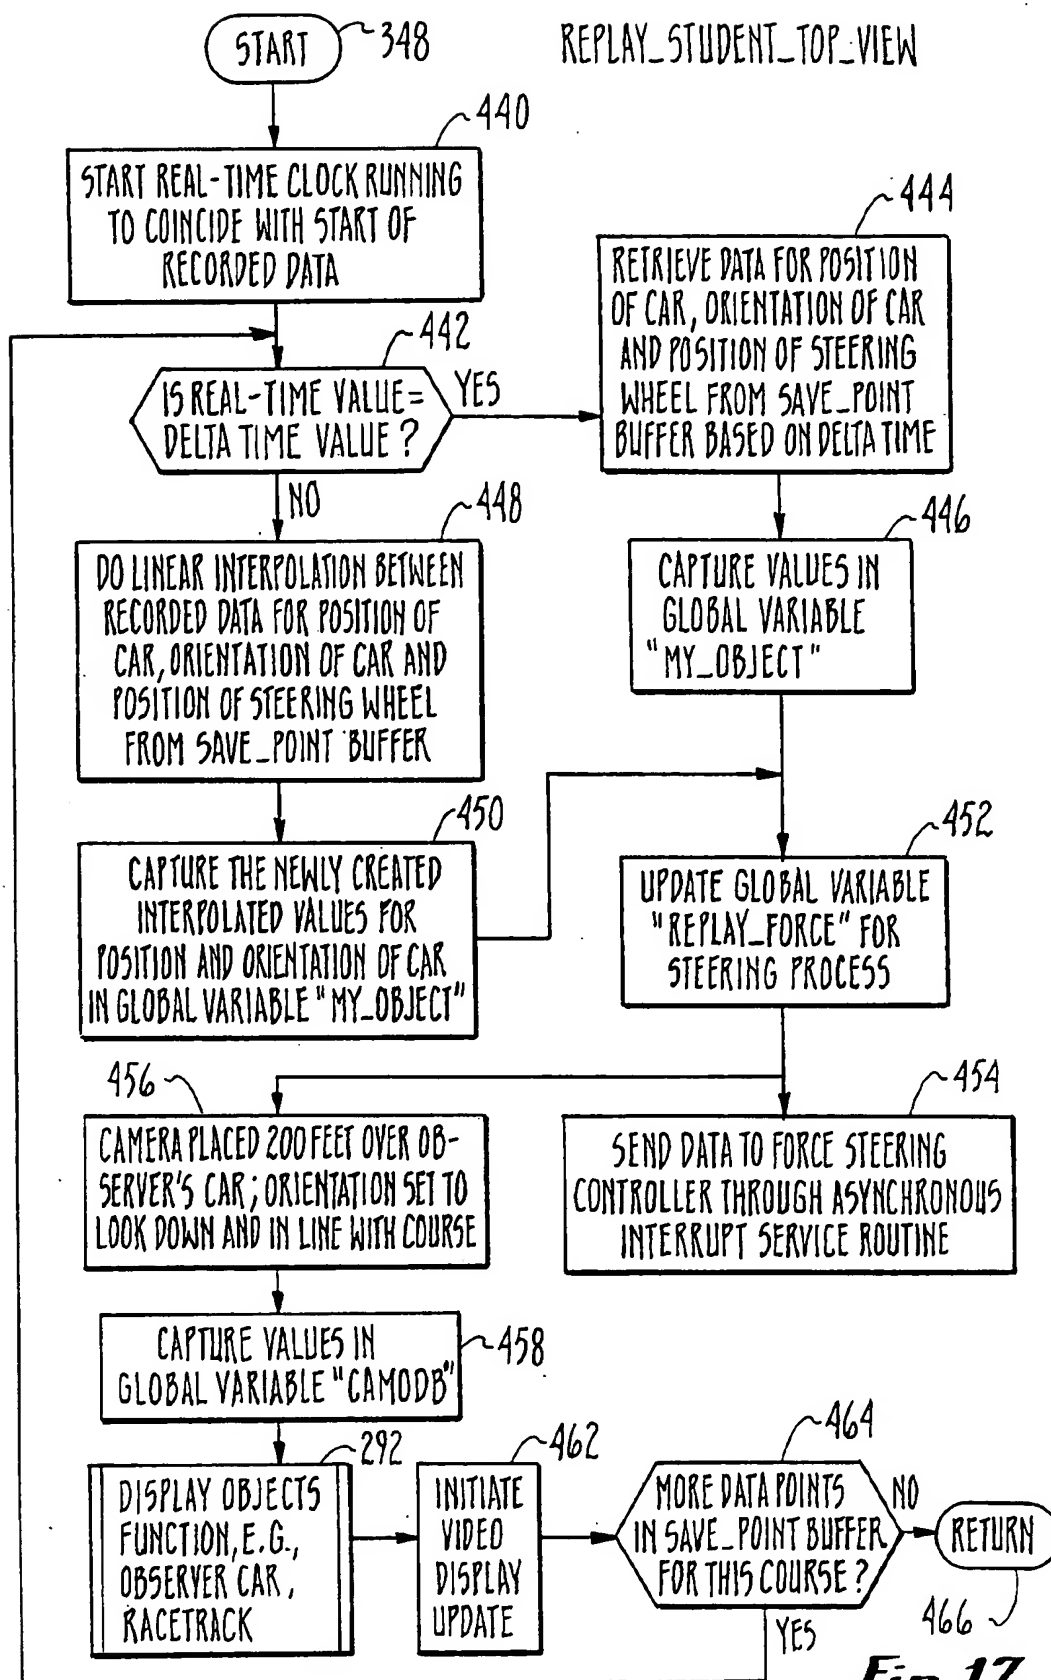 START
348
REPLAY_STUDENT_TOP_VIEW
440
START REAL-TIME CLOCK RUNNING
TO COINCIDE WITH START OF
RECORDED DATA
442
IS REAL-TIME VALUE=
DELTA TIME VALUE?
YES
NO
444
RETRIEVE DATA FOR POSITION
OF CAR, ORIENTATION OF CAR
AND POSITION OF STEERING
WHEEL FROM SAVE_POINT
BUFFER BASED ON DELTA TIME
446
CAPTURE VALUES IN
GLOBAL VARIABLE
"MY_OBJECT"
448
DO LINEAR INTERPOLATION BETWEEN
RECORDED DATA FOR POSITION OF
CAR, ORIENTATION OF CAR AND
POSITION OF STEERING WHEEL
FROM SAVE_POINT BUFFER
450
CAPTURE THE NEWLY CREATED
INTERPOLATED VALUES FOR
POSITION AND ORIENTATION OF CAR
IN GLOBAL VARIABLE "MY_OBJECT"
452
UPDATE GLOBAL VARIABLE
"REPLAY_FORCE" FOR
STEERING PROCESS
454
SEND DATA TO FORCE STEERING
CONTROLLER THROUGH ASYNCHRONOUS
INTERRUPT SERVICE ROUTINE
456
CAMERA PLACED 200 FEET OVER OB-
SERVER'S CAR; ORIENTATION SET TO
LOOK DOWN AND IN LINE WITH COURSE
CAPTURE VALUES IN
GLOBAL VARIABLE "CAMODB"
458
292
DISPLAY OBJECTS
FUNCTION, E.G.,
OBSERVER CAR,
RACETRACK
462
INITIATE
VIDEO
DISPLAY
UPDATE
464
MORE DATA POINTS
IN SAVE_POINT BUFFER
FOR THIS COURSE?
NO
RETURN
466
YES
Fig. 17